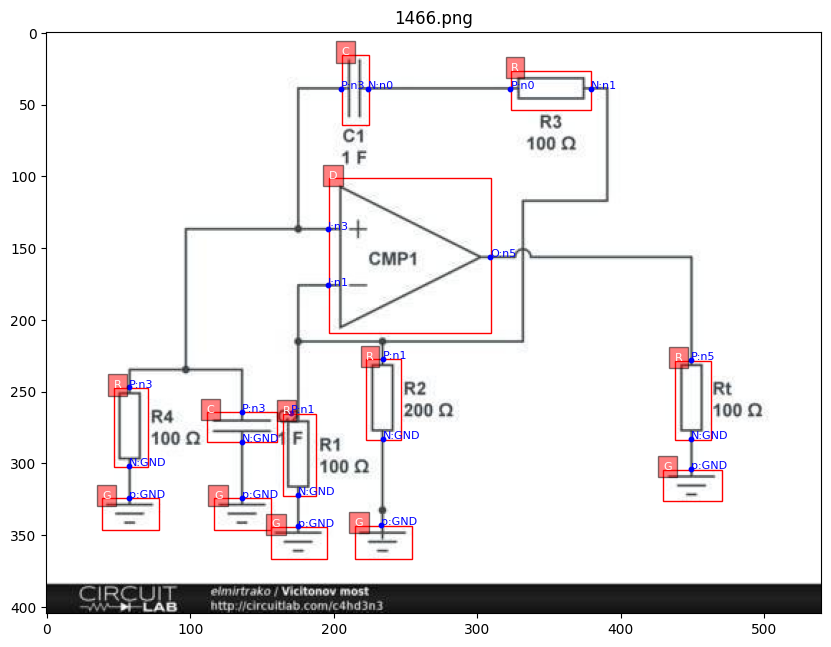 1466.png
C
R
P:n3
N:n0
P:n0
N:n1
R3
100 Ω
C1
1 F
D
I:n3
+
CMP1
O:n5
I:n1
−
R
P:n1
R
P:n5
R
P:n3
C
P:n3
R
P:n1
R2
200 Ω
Rt
100 Ω
R4
100 Ω
1 F
N:GND
R1
100 Ω
N:GND
N:GND
N:GND
N:GND
G
p:GND
G
p:GND
G
p:GND
G
p:GND
G
p:GND
CIRCUIT
LAB
elmirtrako / Vicitonov most
http://circuitlab.com/c4hd3n3
0
50
100
150
200
250
300
350
400
0
100
200
300
400
500